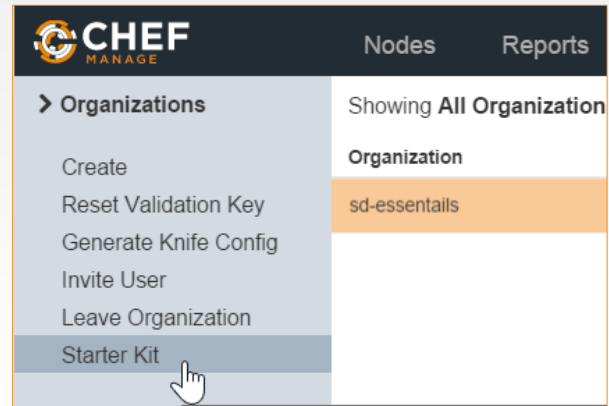 CHEF
MANAGE
Nodes Reports
Organizations
Showing All Organization
Organization
Create
Reset Validation Key
sd-essentails
Generate Knife Config
Invite User
Leave Organization
Starter Kit